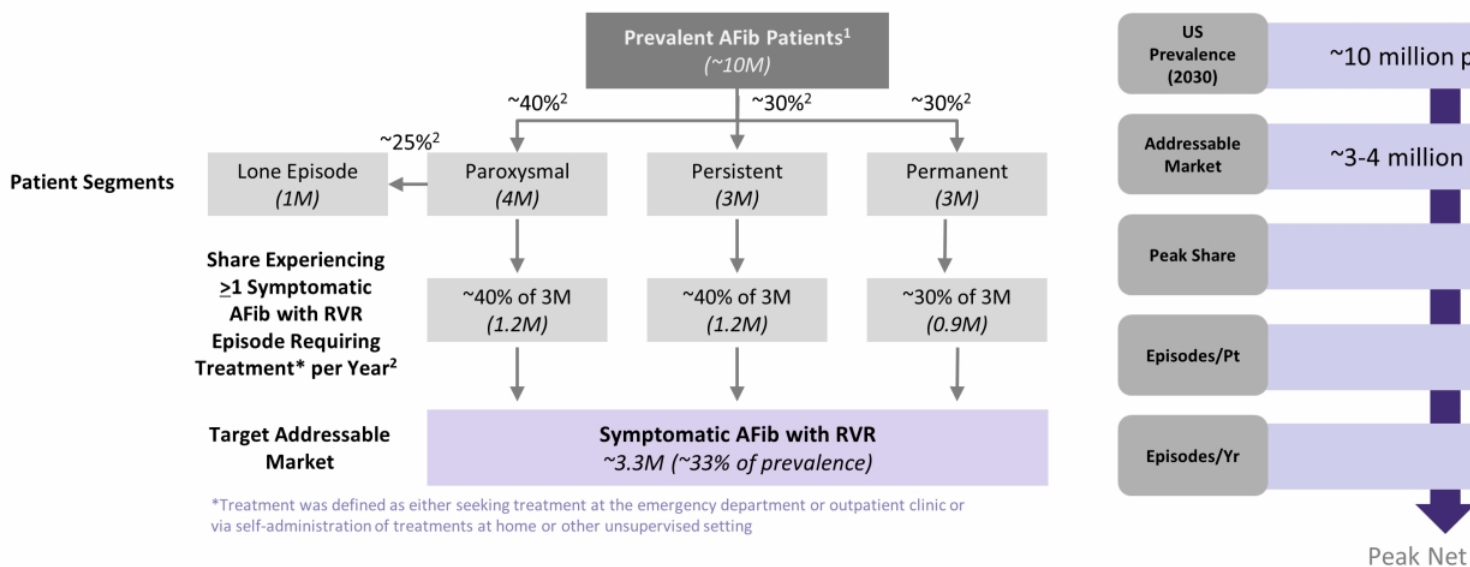 Prevalent AFib Patients¹
(~10M)
~40%²
~30%²
~30%²
~25%²
Patient Segments
Lone Episode
(1M)
Paroxysmal
(4M)
Persistent
(3M)
Permanent
(3M)
Share Experiencing
≥1 Symptomatic
AFib with RVR
Episode Requiring
Treatment* per Year²
~40% of 3M
(1.2M)
~40% of 3M
(1.2M)
~30% of 3M
(0.9M)
Target Addressable
Market
Symptomatic AFib with RVR
~3.3M (~33% of prevalence)
*Treatment was defined as either seeking treatment at the emergency department or outpatient clinic or
via self-administration of treatments at home or other unsupervised setting
US
Prevalence
(2030)
~10 million p
Addressable
Market
~3-4 million
Peak Share
Episodes/Pt
Episodes/Yr
Peak Net